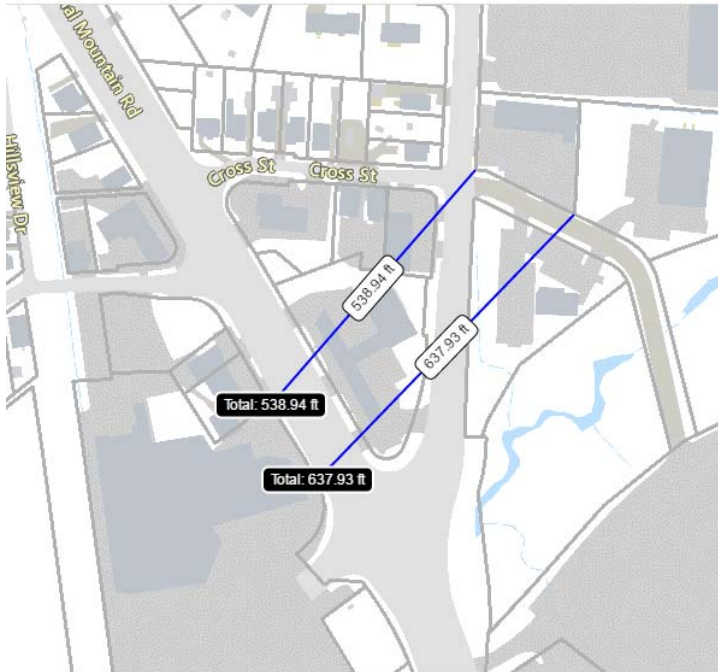 al Mountain Rd
Hillsview Dr
Cross St
Cross St
538.94 ft
637.93 ft
Total: 538.94 ft
Total: 637.93 ft